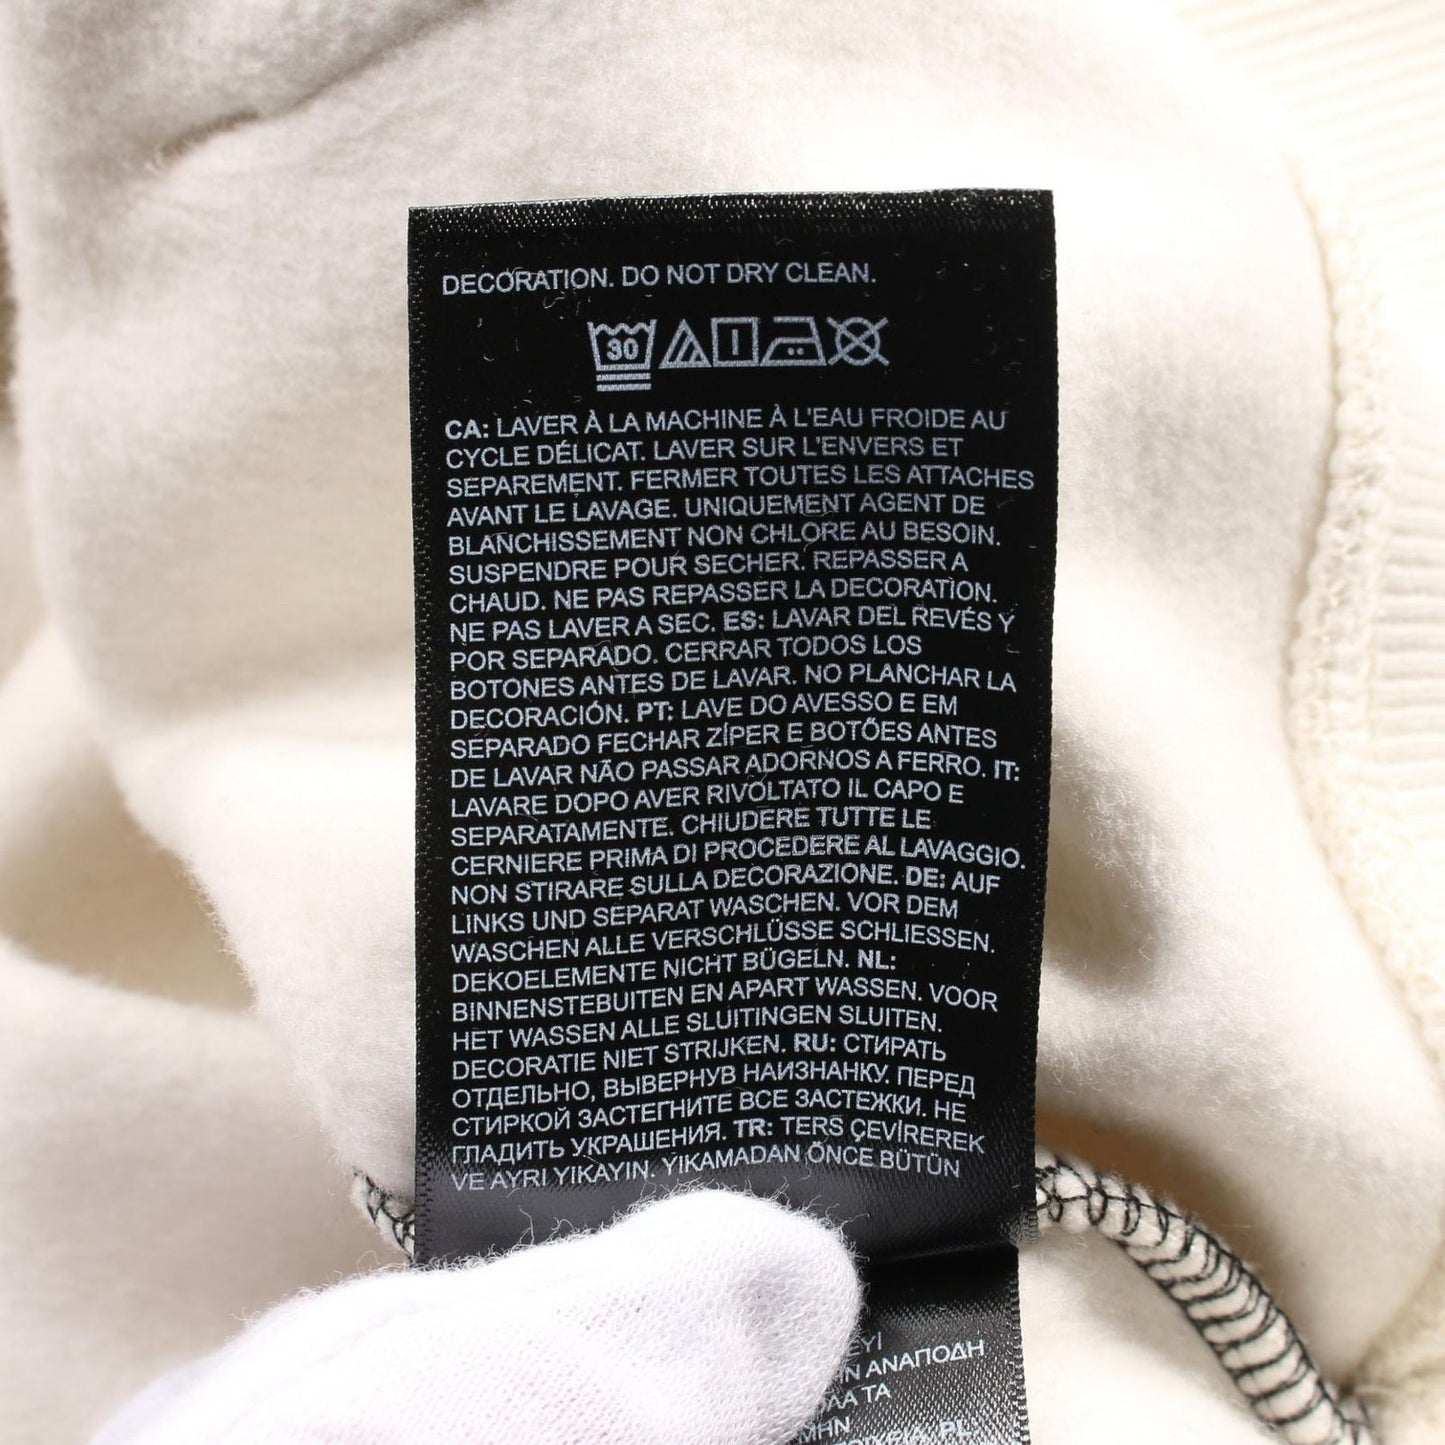 DECORATION. DO NOT DRY CLEAN.
30
CA: LAVER À LA MACHINE À L'EAU FROIDE AU
CYCLE DÉLICAT. LAVER SUR L'ENVERS ET
SEPAREMENT. FERMER TOUTES LES ATTACHES
AVANT LE LAVAGE. UNIQUEMENT AGENT DE
BLANCHISSEMENT NON CHLORE AU BESOIN.
SUSPENDRE POUR SECHER. REPASSER A
CHAUD. NE PAS REPASSER LA DECORATION.
NE PAS LAVER A SEC. ES: LAVAR DEL REVÉS Y
POR SEPARADO. CERRAR TODOS LOS
BOTONES ANTES DE LAVAR. NO PLANCHAR LA
DECORACIÓN. PT: LAVE DO AVESSO E EM
SEPARADO FECHAR ZÍPER E BOTÕES ANTES
DE LAVAR NÃO PASSAR ADORNOS A FERRO. IT:
LAVARE DOPO AVER RIVOLTATO IL CAPO E
SEPARATAMENTE. CHIUDERE TUTTE LE
CERNIERE PRIMA DI PROCEDERE AL LAVAGGIO.
NON STIRARE SULLA DECORAZIONE. DE: AUF
LINKS UND SEPARAT WASCHEN. VOR DEM
WASCHEN ALLE VERSCHLÜSSE SCHLIESSEN.
DEKOELEMENTE NICHT BÜGELN. NL:
BINNENSTEBUITEN EN APART WASSEN. VOOR
HET WASSEN ALLE SLUITINGEN SLUITEN.
DECORATIE NIET STRIJKEN. RU: СТИРАТЬ
ОТДЕЛЬНО, ВЫВЕРНУВ НАИЗНАНКУ. ПЕРЕД
СТИРКОЙ ЗАСТЕГНИТЕ ВСЕ ЗАСТЕЖКИ. НЕ
ГЛАДИТЬ УКРАШЕНИЯ. TR: TERS ÇEVİREREK
VE AYRI YIKAYIN. YIKAMADAN ÖNCE BÜTÜN
ΑΝΑΠΟΔΗ
ΤΑ
PL: